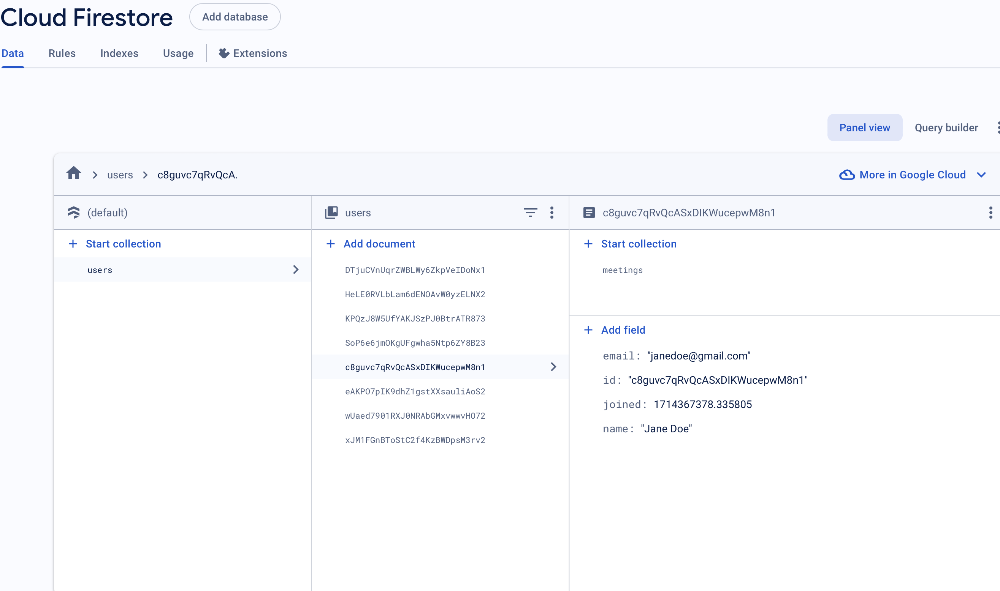 Cloud Firestore
Add database
Data Rules Indexes Usage Extensions
Panel view Query builder
users c8guvc7qRvQcA.
More in Google Cloud
(default)
Start collection
users
users
Add document
DTjuCVnUqrZWBLWy6ZkpVeIDoNx1
HeLE0RVLbLam6dENOAvW0yzELNX2
KPQzJ8W5UfYAKJSzPJ0BtrATR873
SoP6e6jmOKgUFgwha5Ntp6ZY8B23
c8guvc7qRvQcASxDIKWucepwM8n1
eAKPO7pIK9dhZ1gstXXsauliAoS2
wUaed7901RXJ0NRAbGMxvwwvHO72
xJM1FGnBToStC2f4KzBWDpsM3rv2
c8guvc7qRvQcASxDIKWucepwM8n1
Start collection
meetings
Add field
email: "janedoe@gmail.com"
id: "c8guvc7qRvQcASxDIKWucepwM8n1"
joined: 1714367378.335805
name: "Jane Doe"